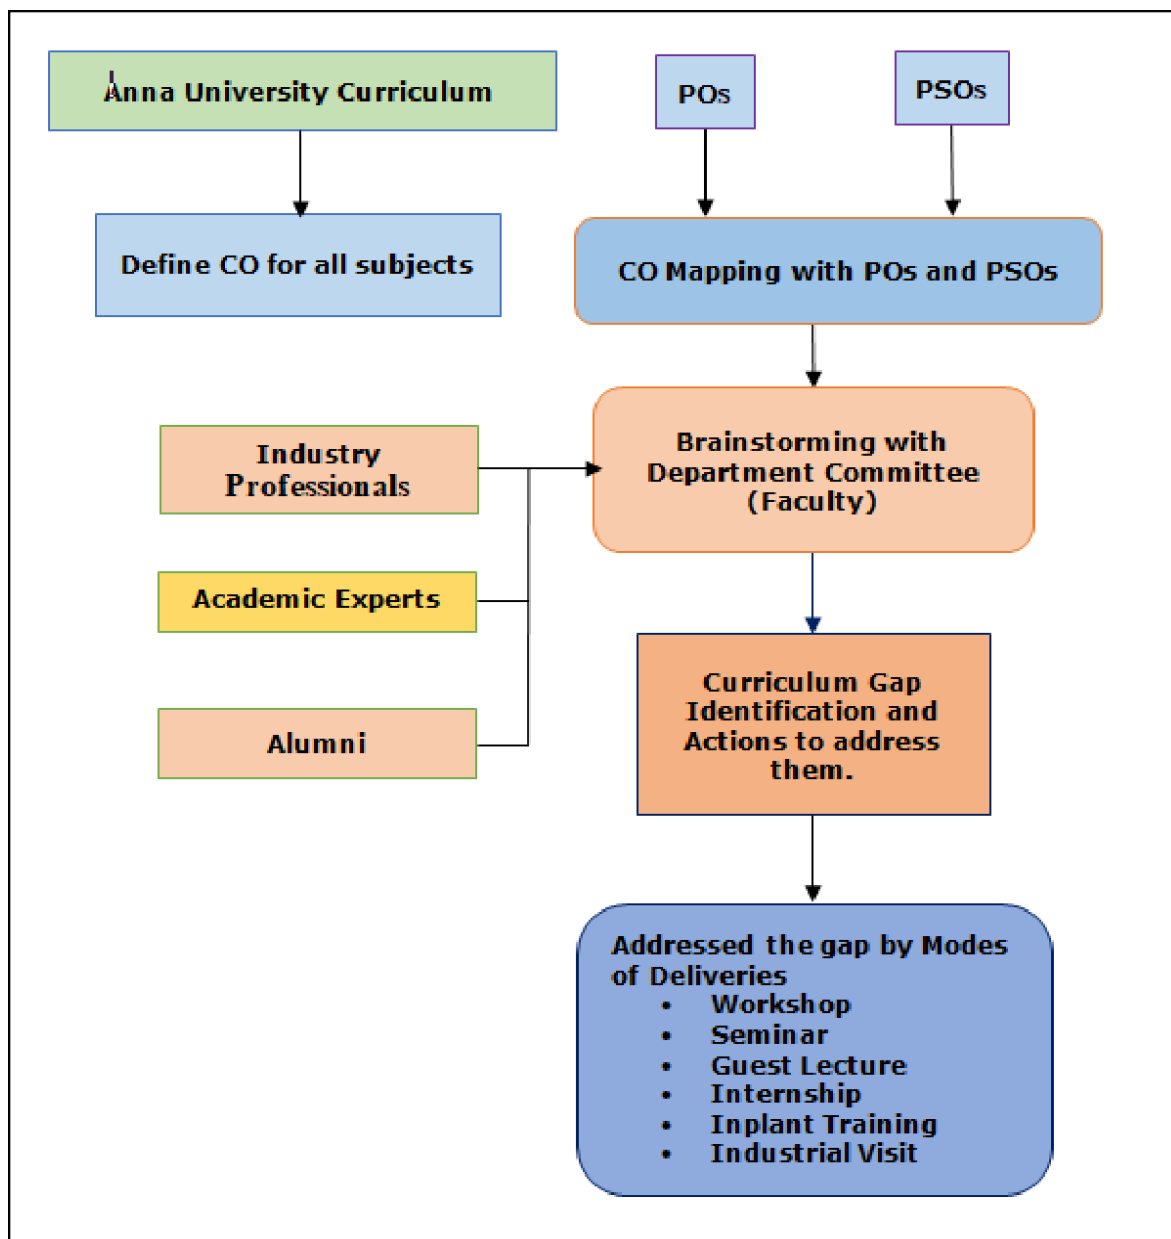 Anna University Curriculum
POs
PSOs
Define CO for all subjects
CO Mapping with POs and PSOs
Industry
Professionals
Brainstorming with
Department Committee
(Faculty)
Academic Experts
Alumni
Curriculum Gap
Identification and
Actions to address
them.
Addressed the gap by Modes
of Deliveries
• Workshop
• Seminar
• Guest Lecture
• Internship
• Inplant Training
• Industrial Visit